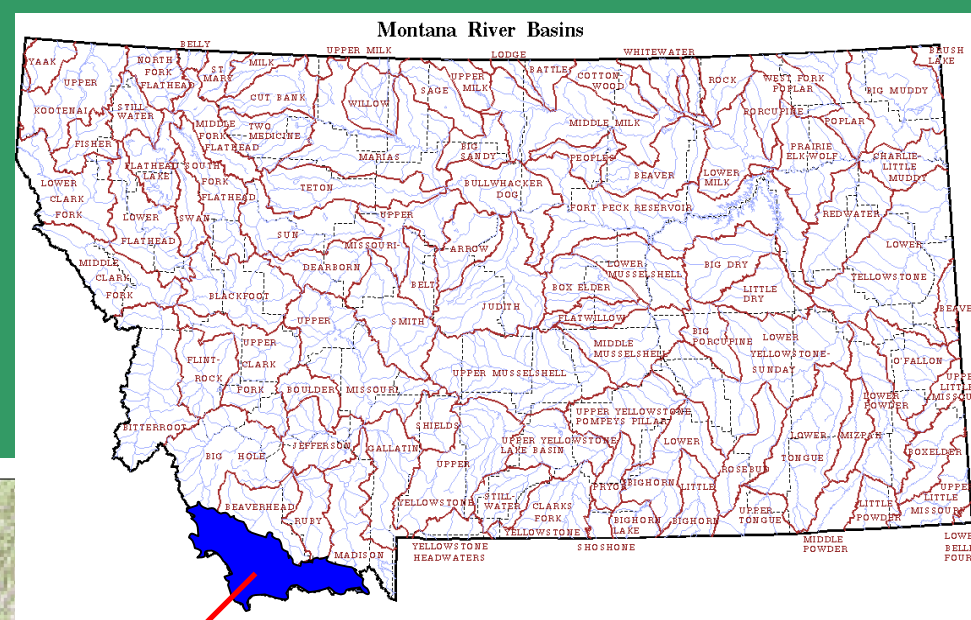 Montana River Basins
BELLY
UPPER MILK
LODGE
WHITEWATER
BRUSH
LAKE
YAAK
UPPER
KOOTENAI
NORTH
FORK
FLATHEAD
ST
MARY
MILK
CUT BANK
WILLOW
SAGE
UPPER
MILK
BATTLE
COTTON
WOOD
ROCK
WEST FORK
POPLAR
BIG MUDDY
PORCUPINE
POPLAR
STILL
WATER
FISHER
MIDDLE
FORK
FLATHEAD
TWO
MEDICINE
MARIAS
BIG
SANDY
MIDDLE MILK
PEOPLES
BEAVER
LOWER
MILK
PRAIRIE
ELK-WOLF
CHARLIE-
LITTLE
MUDDY
FLATHEAD
LAKE
SOUTH
FORK
FLATHEAD
LOWER
CLARK
FORK
LOWER
FLATHEAD
SWAN
TETON
BULLWHACKER
DOG
FORT PECK RESERVOIR
REDWATER
SUN
UPPER
MISSOURI-
DEARBORN
ARROW
BELT
LOWER
MUSSELSHELL
BIG DRY
LOWER
YELLOWSTONE
MIDDLE
CLARK
FORK
BLACKFOOT
BOX ELDER
LITTLE
DRY
UPPER
MISSOURI
SMITH
JUDITH
FLATWILLOW
BEAVE
FLINT-
ROCK
UPPER
CLARK
FORK
BOULDER
UPPER MUSSELSHELL
MIDDLE
MUSSELSHELL
BIG
PORCUPINE
LOWER
YELLOWSTONE-
SUNDAY
O'FALLON
LOWER
POWDER
UPPE
LITTL
MISSOU
BITTERROOT
BIG HOLE
JEFFERSON
GALLATIN
SHIELDS
UPPER
YELLOWSTONE
UPPER YELLOWSTONE
POMPEYS PILLAR
UPPER YELLOWSTONE
LAKE BASIN
LOWER
BIGHORN
ROSEBUD
LOWER
TONGUE
MIZPAH
BOXELDER
BEAVERHEAD
RUBY
MADISON
STILL-
WATER
CLARKS
FORK
YELLOWSTONE
PRYOR
BIGHORN
LAKE
LITTLE
BIGHORN
UPPER
TONGUE
LITTLE
POWDER
UPPE
LITTLE
MISSOURI
YELLOWSTONE
HEADWATERS
SHOSHONE
MIDDLE
POWDER
LOWE
BELL
FOUR